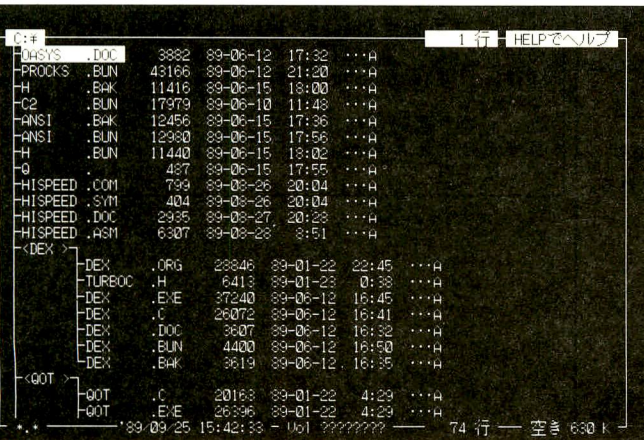 C:# 1 行 HELPでヘルプ
OASYS .DOC 3882 89-06-12 17:32 ···A
PROCKS .BUN 43166 89-06-12 21:20 ···A
H .BAK 11416 89-06-15 18:00 ···A
C2 .BUN 17979 89-06-10 11:43 ···A
ANSI .BAK 12456 89-06-15 17:36 ···A
ANSI .BUN 12980 89-06-15 17:56 ···A
H .BUN 11440 89-06-15 18:02 ···A
Q . 487 89-06-15 17:55 ···A
HISPEED .COM 799 89-08-26 20:04 ···A
HISPEED .SYM 404 89-08-26 20:04 ···A
HISPEED .DOC 2935 89-08-27 20:23 ···A
HISPEED .ASM 6307 89-08-28 8:51 ···A
<DEX >
DEX .ORG 28846 89-01-22 22:45 ···A
TURBOC .H 6413 89-01-23 0:38 ···A
DEX .EXE 37240 89-06-12 16:45 ···A
DEX .C 26072 89-06-12 16:41 ···A
DEX .DOC 3607 89-06-12 16:32 ···A
DEX .BUN 4400 89-06-12 16:50 ···A
DEX .BAK 3619 89-06-12 16:35 ···A
<QOT >
QOT .C 20163 89-01-22 4:29 ···A
QOT .EXE 26396 89-01-22 4:29 ···A
*.* '89/09/25 15:42:33 - Vol ???????? 74 行 空き 630 K